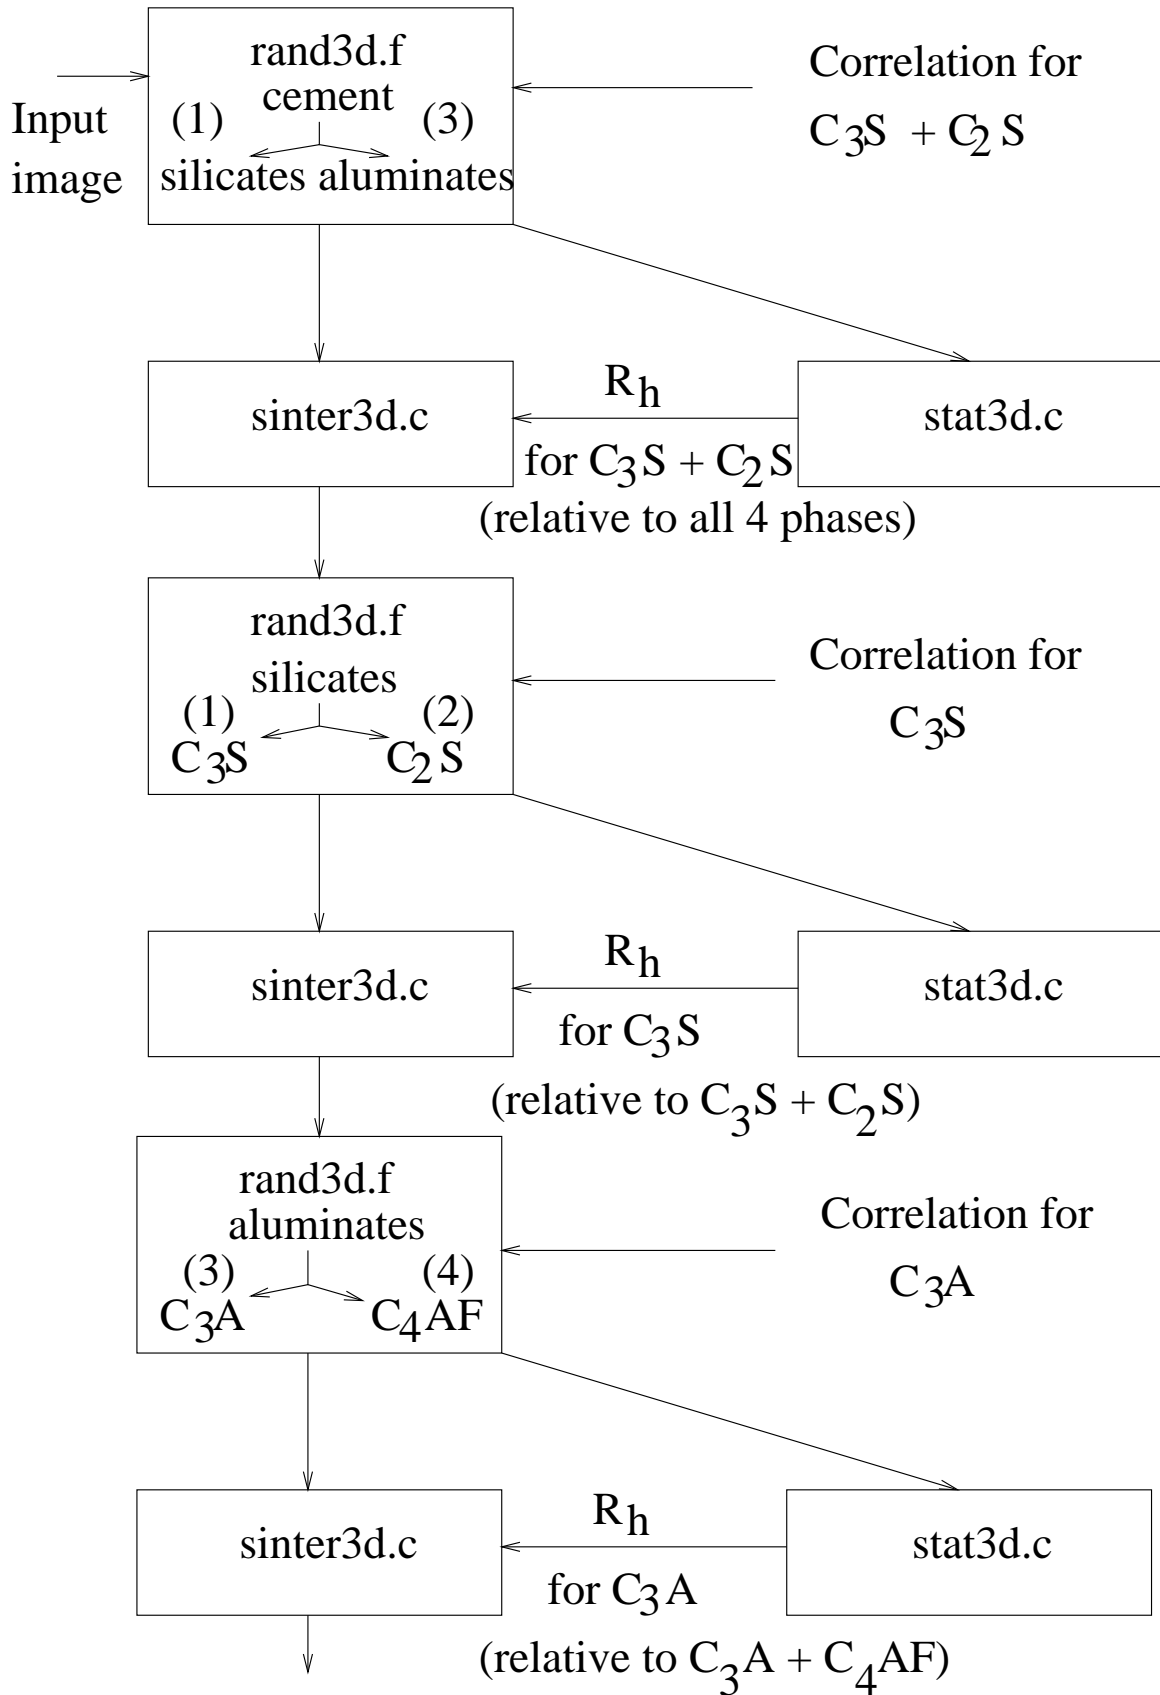 rand3d.f
cement
(1) (3)
silicates aluminates
Input
image
Correlation for
C3S + C2S
sinter3d.c
Rh
for C3S + C2S
(relative to all 4 phases)
stat3d.c
rand3d.f
silicates
(1) (2)
C3S C2S
Correlation for
C3S
sinter3d.c
Rh
for C3S
(relative to C3S + C2S)
stat3d.c
rand3d.f
aluminates
(3) (4)
C3A C4AF
Correlation for
C3A
sinter3d.c
Rh
for C3A
(relative to C3A + C4AF)
stat3d.c